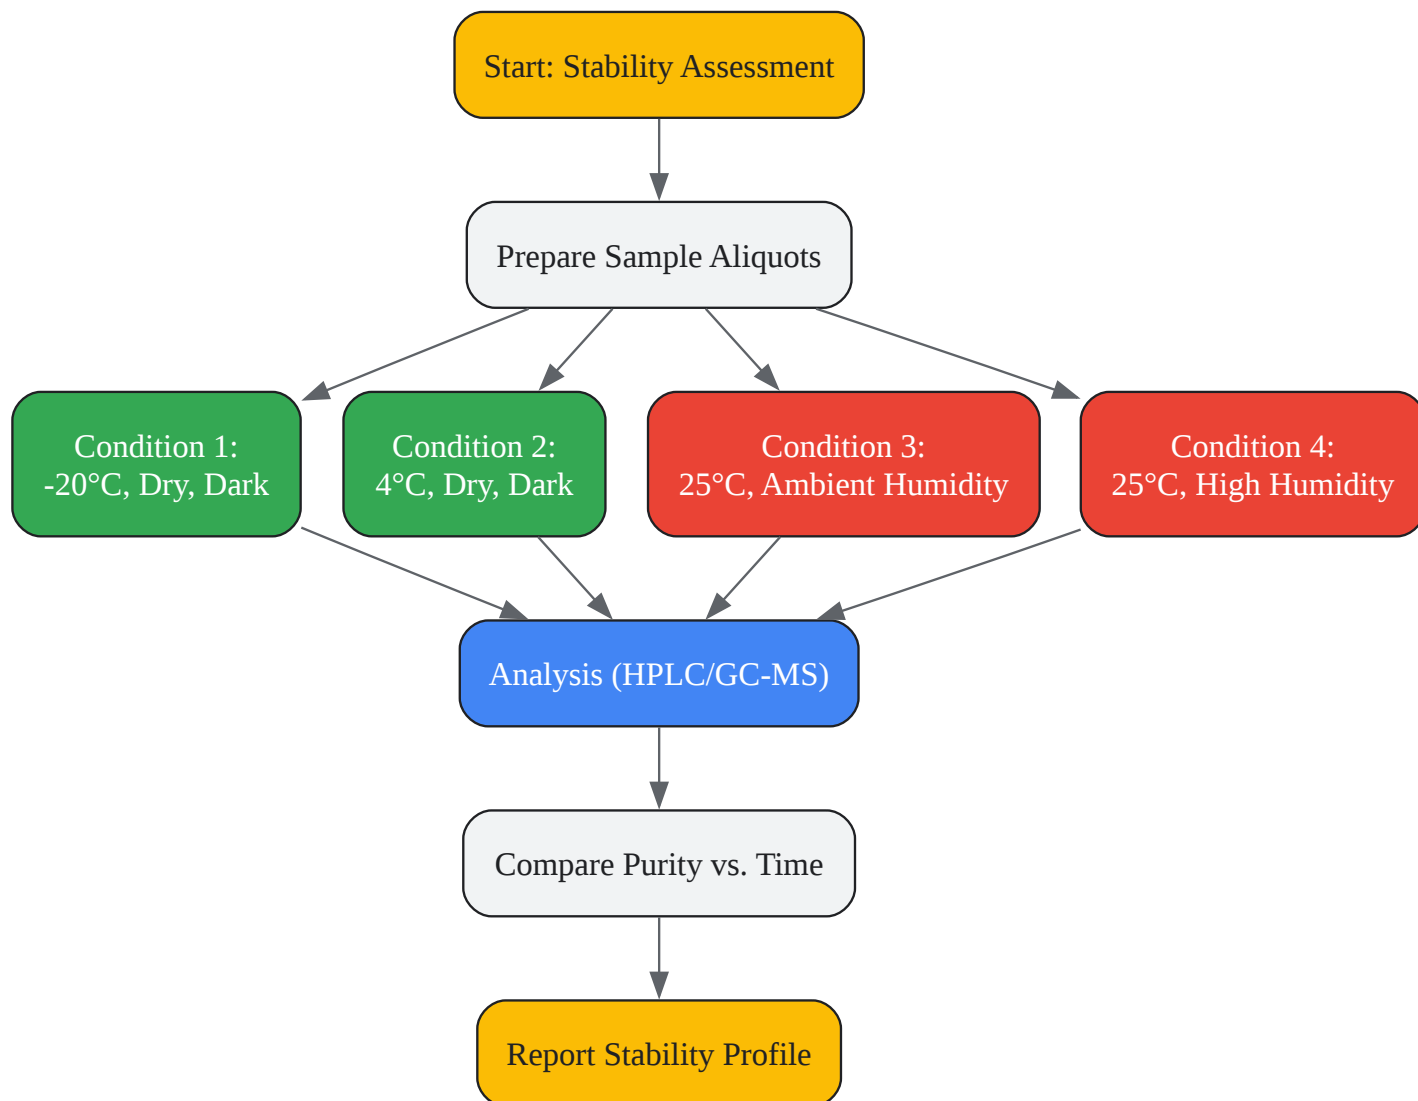 Start: Stability Assessment
Prepare Sample Aliquots
Condition 1:
-20°C, Dry, Dark
Condition 2:
4°C, Dry, Dark
Condition 3:
25°C, Ambient Humidity
Condition 4:
25°C, High Humidity
Analysis (HPLC/GC-MS)
Compare Purity vs. Time
Report Stability Profile